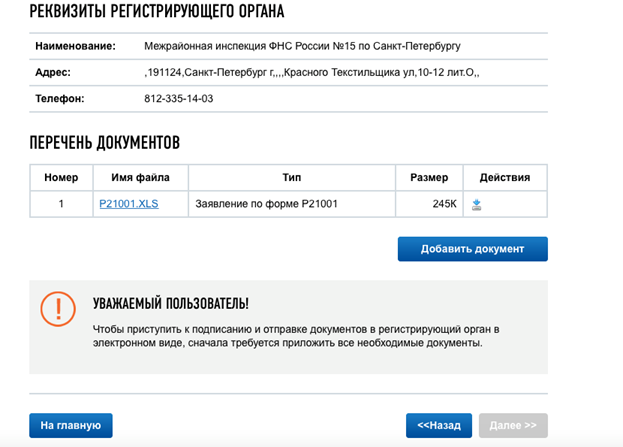 РЕКВИЗИТЫ РЕГИСТРИРУЮЩЕГО ОРГАНА
Наименование: Межрайонная инспекция ФНС России №15 по Санкт-Петербургу
Адрес: ,191124,Санкт-Петербург г,,,,Красного Текстильщика ул,10-12 лит.О,,
Телефон: 812-335-14-03
ПЕРЕЧЕНЬ ДОКУМЕНТОВ
Номер Имя файла Тип Размер Действия
1 P21001.XLS Заявление по форме Р21001 245К
Добавить документ
УВАЖАЕМЫЙ ПОЛЬЗОВАТЕЛЬ!
Чтобы приступить к подписанию и отправке документов в регистрирующий орган в
электронном виде, сначала требуется приложить все необходимые документы.
На главную <<Назад Далее >>